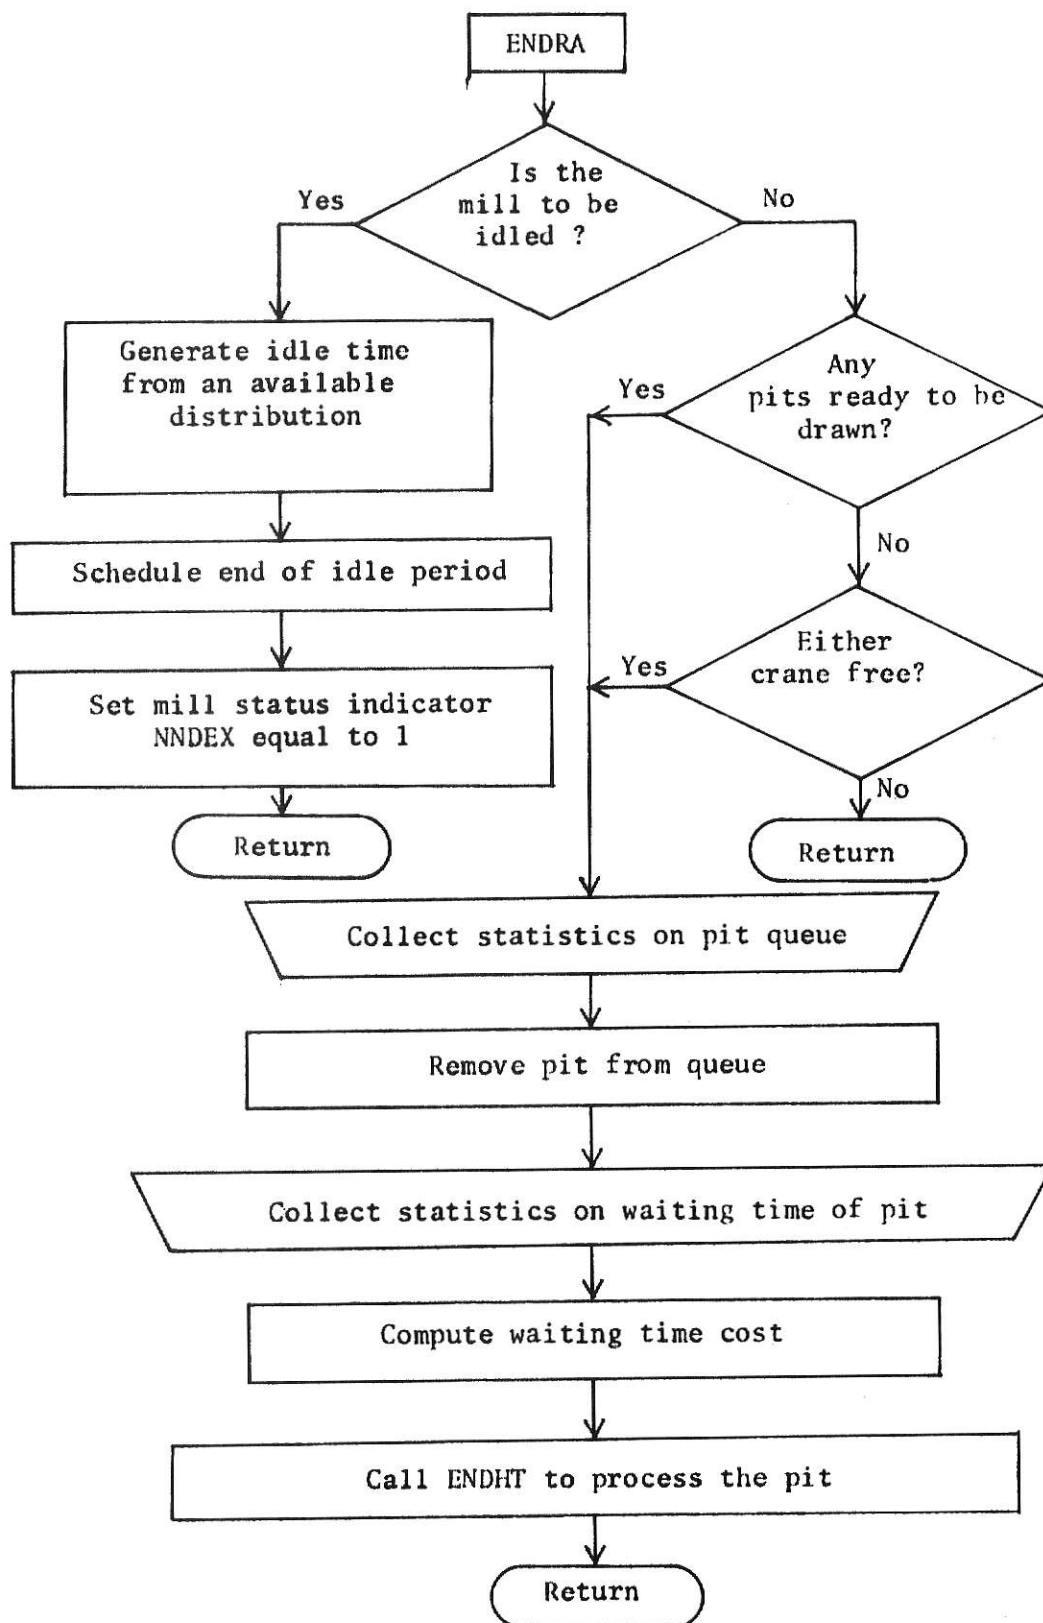 ENDRA
Is the
mill to be
idled ?
Yes
No
Generate idle time
from an available
distribution
Any
pits ready to be
drawn?
Yes
No
Schedule end of idle period
Either
crane free?
Yes
No
Set mill status indicator
NNDEX equal to 1
Return
Return
Collect statistics on pit queue
Remove pit from queue
Collect statistics on waiting time of pit
Compute waiting time cost
Call ENDHT to process the pit
Return